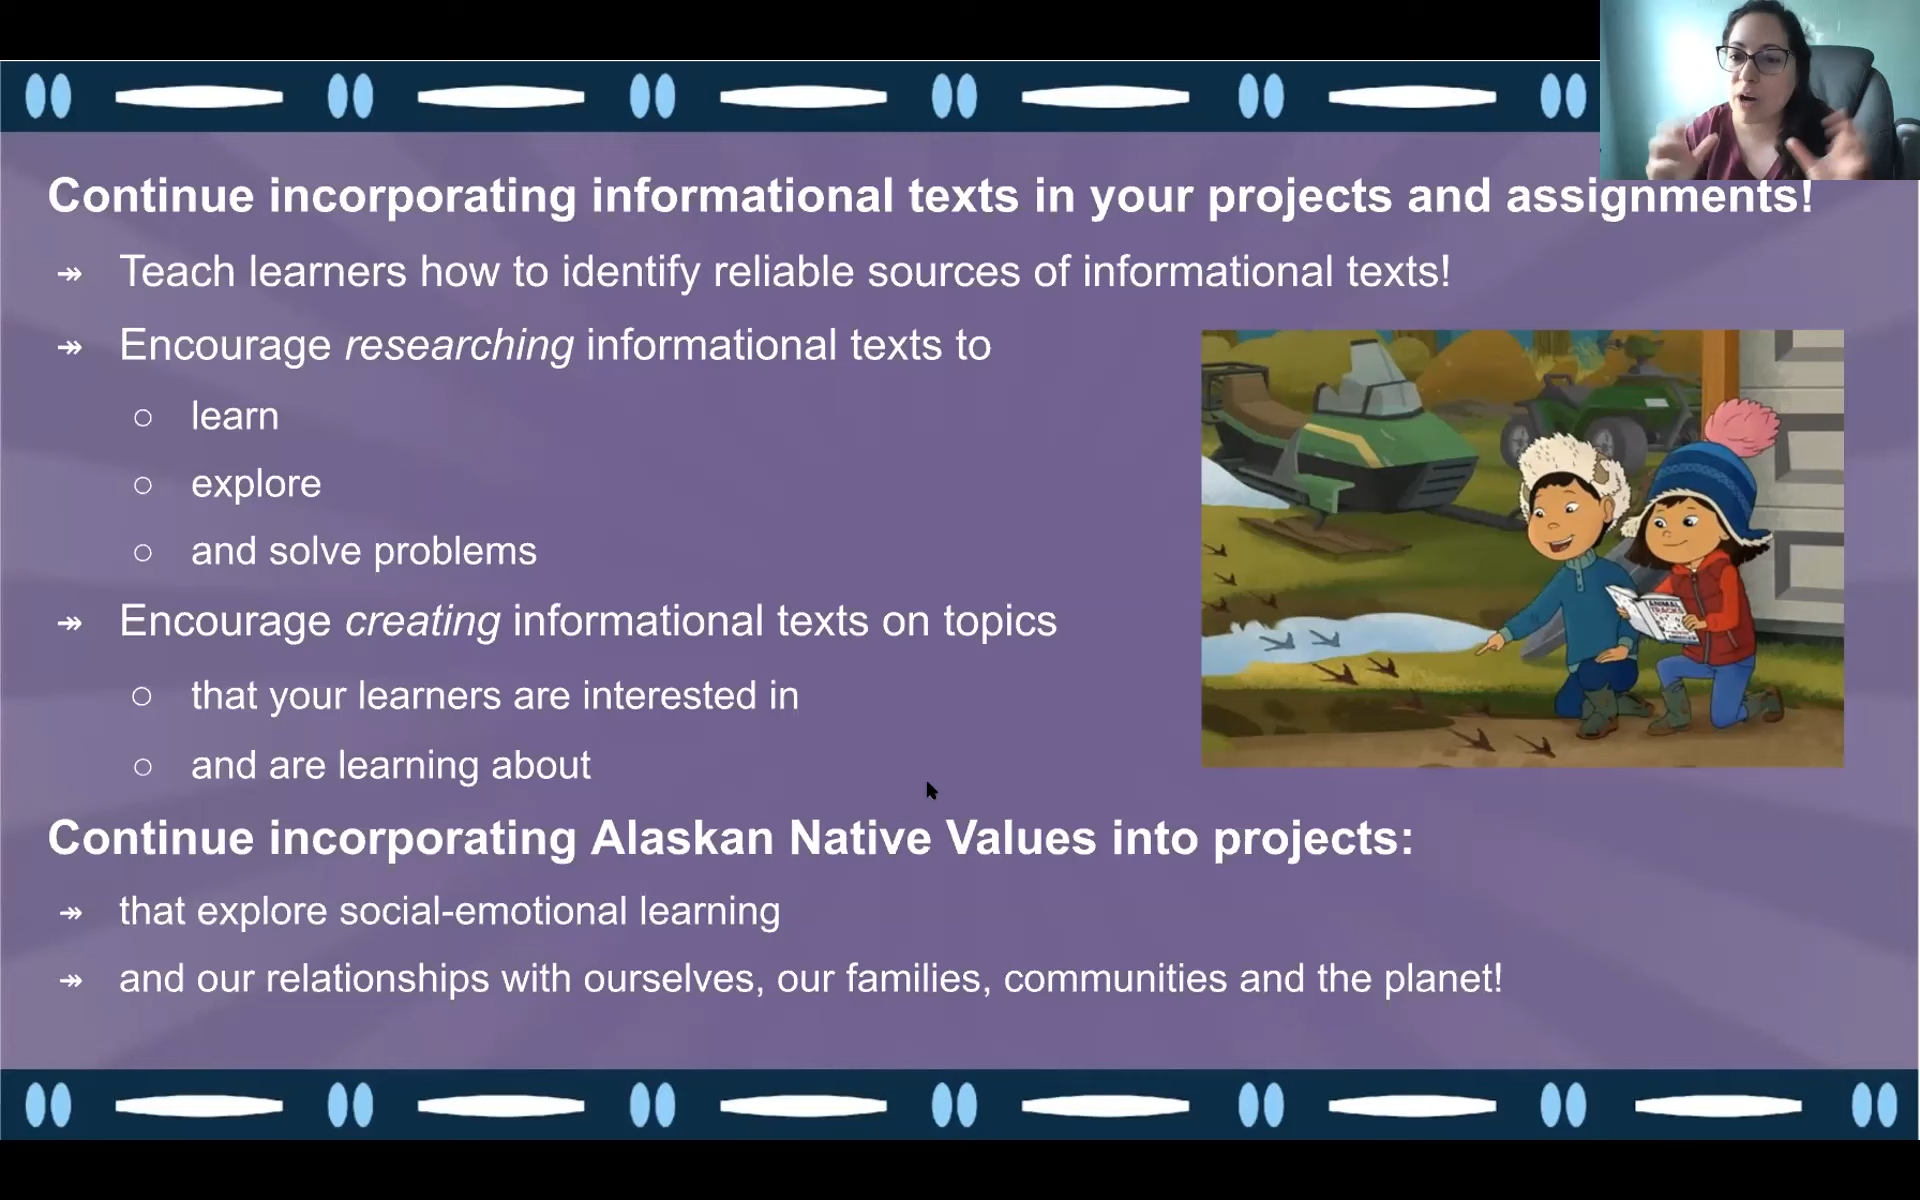 Continue incorporating informational texts in your projects and assignments!
↠ Teach learners how to identify reliable sources of informational texts!
↠ Encourage researching informational texts to
○ learn
○ explore
○ and solve problems
↠ Encourage creating informational texts on topics
○ that your learners are interested in
○ and are learning about
Continue incorporating Alaskan Native Values into projects:
↠ that explore social-emotional learning
↠ and our relationships with ourselves, our families, communities and the planet!
ANIMAL
TRACKS